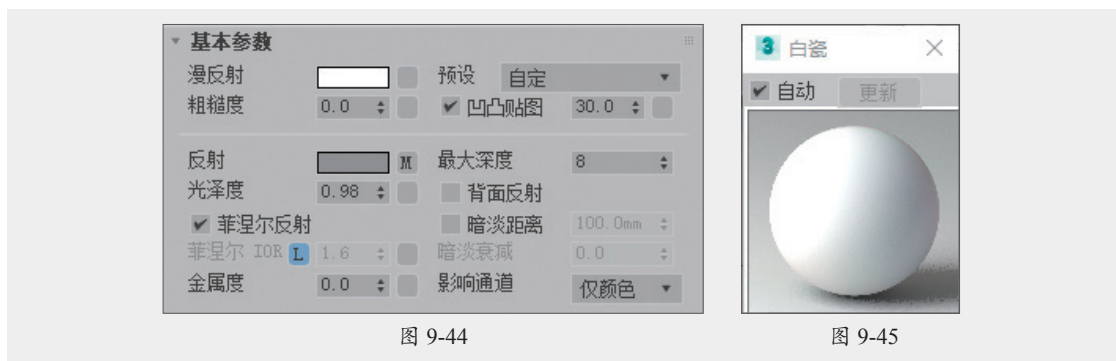 基本参数
漫反射 预设 自定
粗糙度 0.0 凹凸贴图 30.0
反射 M 最大深度 8
光泽度 0.98 背面反射
菲涅尔反射 暗淡距离 100.0mm
菲涅尔 IOR L 1.6 暗淡衰减 0.0
金属度 0.0 影响通道 仅颜色
图 9-44
3 白瓷
自动 更新
图 9-45